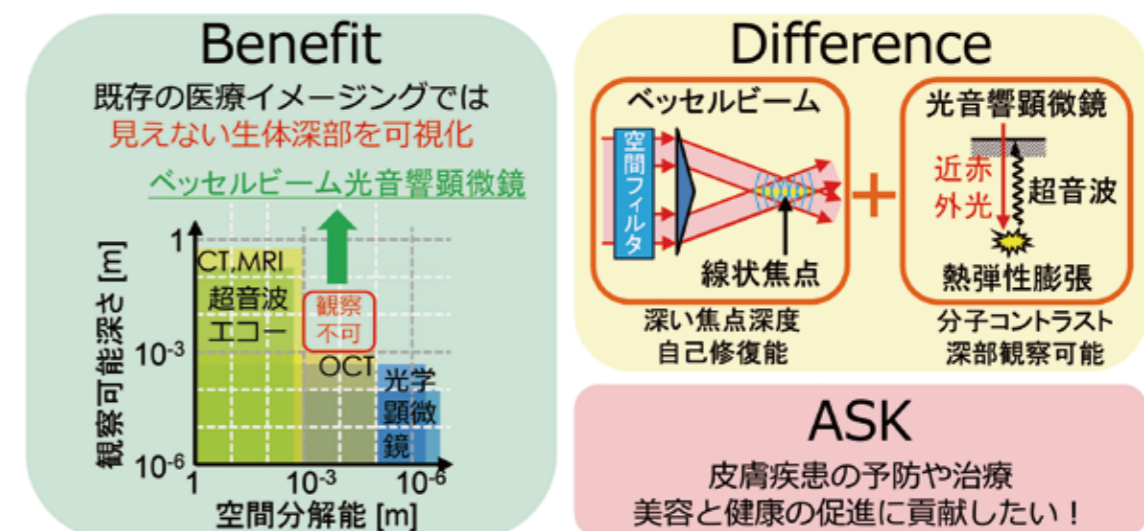 Benefit
既存の医療イメージングでは
見えない生体深部を可視化
ベッセルビーム光音響顕微鏡
観察可能深さ [m]
1
10-3
10-6
CT,MRI
超音波
エコー
観察
不可
OCT
光学
顕微
鏡
1
10-3
10-6
空間分解能 [m]
Difference
ベッセルビーム
空間フィルタ
線状焦点
深い焦点深度
自己修復能
+
光音響顕微鏡
近赤
外光
超音波
熱弾性膨張
分子コントラスト
深部観察可能
ASK
皮膚疾患の予防や治療
美容と健康の促進に貢献したい！